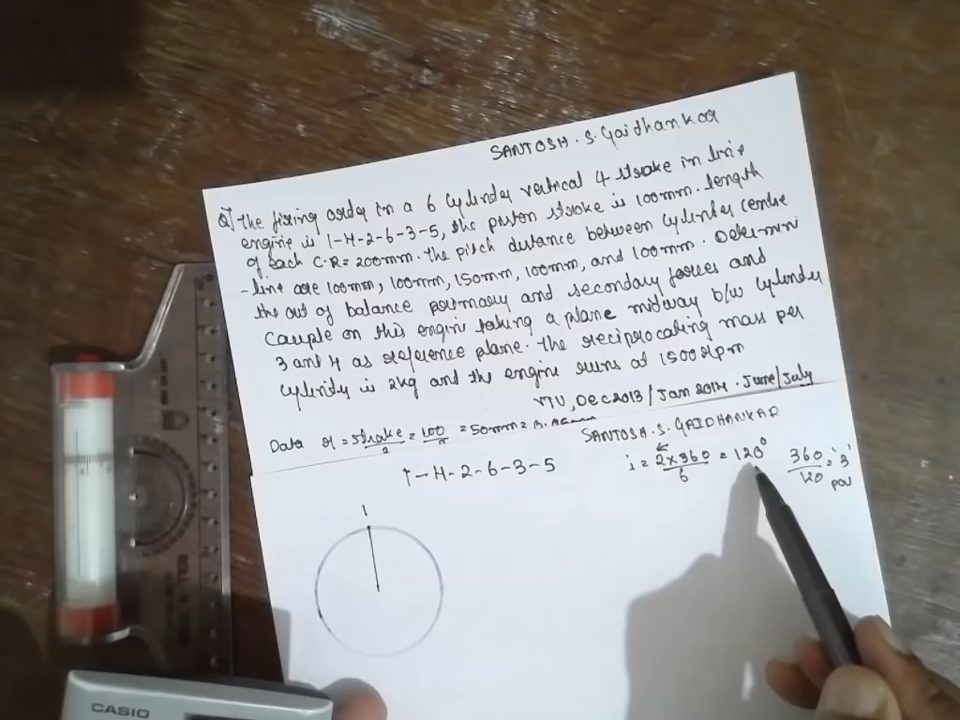 SANTOSH. S. Gaidhankar
Q) The firing order in a 6 cylinder vertical 4 stroke in line
engine is 1-4-2-6-3-5, the piston stroke is 100mm. length
of each C.R = 200mm. The pitch distance between cylinder centre
-line are 100mm, 100mm, 150mm, 100mm, and 100mm. Determine
the out of balance primary and secondary forces and
Couple on this engine taking a plane midway b/w cylinder
3 and 4 as reference plane. The reciprocating mass per
cylinder is 2kg and the engine runs at 1500 rpm
VTU, Dec 2013/Jan 2014. June/July
Data r = stroke/2 = 100/2 = 50mm =
SANTOSH. S. GAIDHANKAR
1-4-2-6-3-5
i = 2×360/6 = 120° 360/120 = '3' pos
1
CASIO